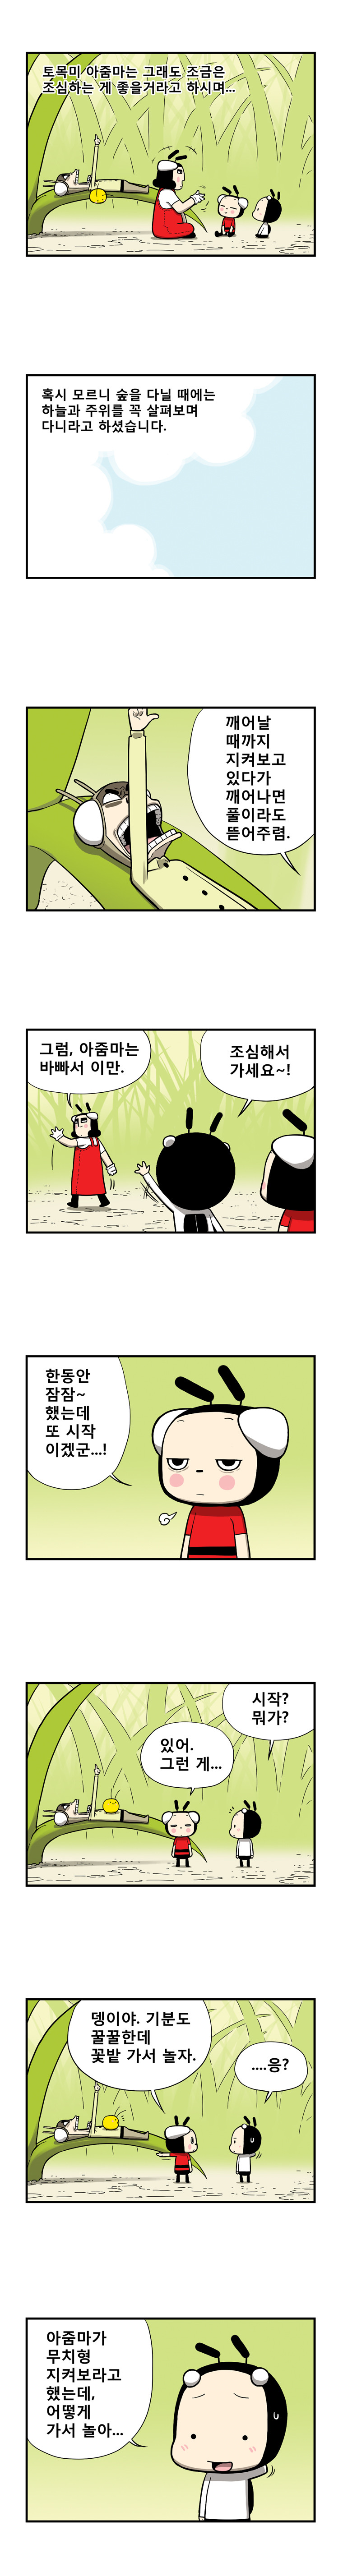 토목미 아줌마는 그래도 조금은
조심하는 게 좋을거라고 하시며...
혹시 모르니 숲을 다닐 때에는
하늘과 주위를 꼭 살펴보며
다니라고 하셨습니다.
깨어날
때까지
지켜보고
있다가
깨어나면
풀이라도
뜯어주렴.
그럼, 아줌마는
바빠서 이만.
조심해서
가세요~!
한동안
잠잠~
했는데
또 시작
이겠군...!
시작?
뭐가?
있어.
그런 게...
뎅이야. 기분도
꿀꿀한데
꽃밭 가서 놀자.
....응?
아줌마가
무치형
지켜보라고
했는데,
어떻게
가서 놀아...